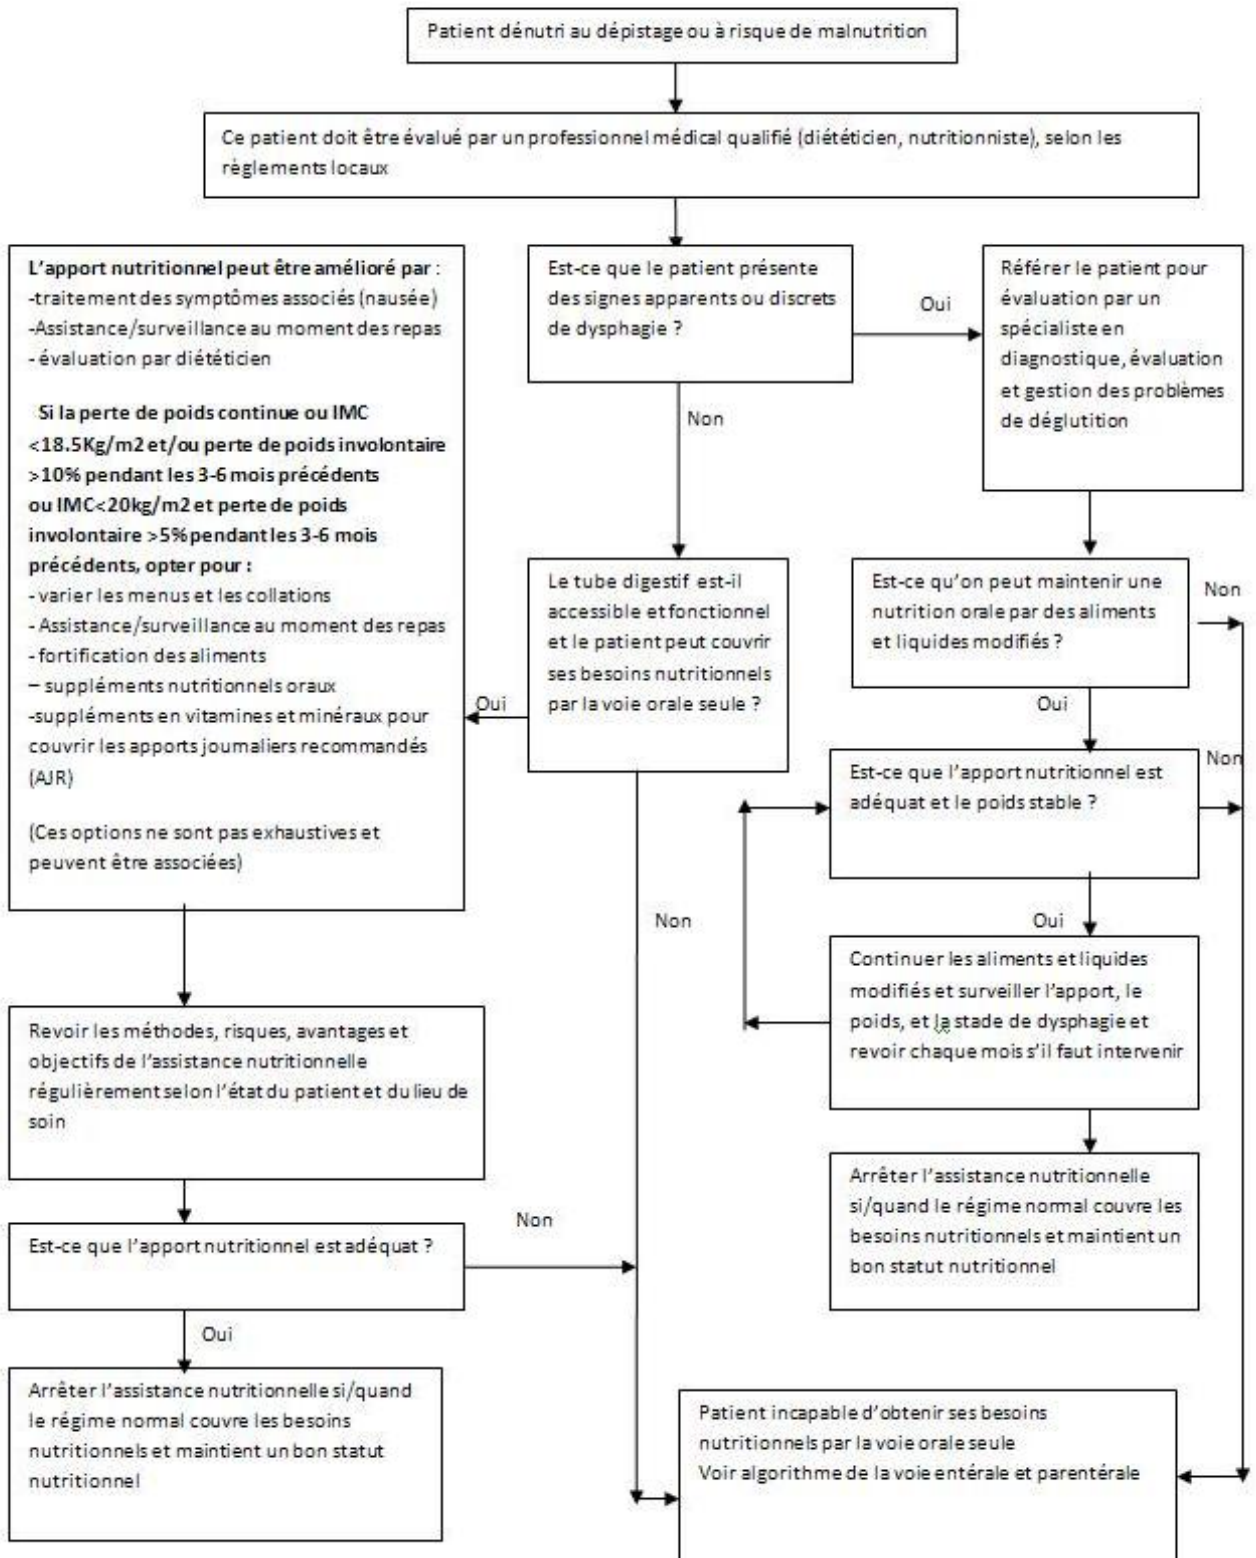 Patient dénutri au dépistage ou à risque de malnutrition
Ce patient doit être évalué par un professionnel médical qualifié (diététicien, nutritionniste), selon les
règlements locaux
L'apport nutritionnel peut être amélioré par :
-traitement des symptômes associés (nausée)
-Assistance/surveillance au moment des repas
- évaluation par diététicien
Si la perte de poids continue ou IMC
<18.5Kg/m2 et/ou perte de poids involontaire
>10% pendant les 3-6 mois précédents
ou IMC<20kg/m2 et perte de poids
involontaire >5% pendant les 3-6 mois
précédents, opter pour :
- varier les menus et les collations
- Assistance/surveillance au moment des repas
- fortification des aliments
– suppléments nutritionnels oraux
-suppléments en vitamines et minéraux pour
couvrir les apports journaliers recommandés
(AJR)
(Ces options ne sont pas exhaustives et
peuvent être associées)
Est-ce que le patient présente
des signes apparents ou discrets
de dysphagie ?
Oui
Référer le patient pour
évaluation par un
spécialiste en
diagnostique, évaluation
et gestion des problèmes
de déglutition
Non
Le tube digestif est-il
accessible et fonctionnel
et le patient peut couvrir
ses besoins nutritionnels
par la voie orale seule ?
Oui
Non
Est-ce qu'on peut maintenir une
nutrition orale par des aliments
et liquides modifiés ?
Non
Oui
Est-ce que l'apport nutritionnel est
adéquat et le poids stable ?
Non
Oui
Continuer les aliments et liquides
modifiés et surveiller l'apport, le
poids, et la stade de dysphagie et
revoir chaque mois s'il faut intervenir
Arrêter l'assistance nutritionnelle
si/quand le régime normal couvre les
besoins nutritionnels et maintient un
bon statut nutritionnel
Revoir les méthodes, risques, avantages et
objectifs de l'assistance nutritionnelle
régulièrement selon l'état du patient et du lieu de
soin
Est-ce que l'apport nutritionnel est adéquat ?
Non
Oui
Arrêter l'assistance nutritionnelle si/quand
le régime normal couvre les besoins
nutritionnels et maintient un bon statut
nutritionnel
Patient incapable d'obtenir ses besoins
nutritionnels par la voie orale seule
Voir algorithme de la voie entérale et parentérale